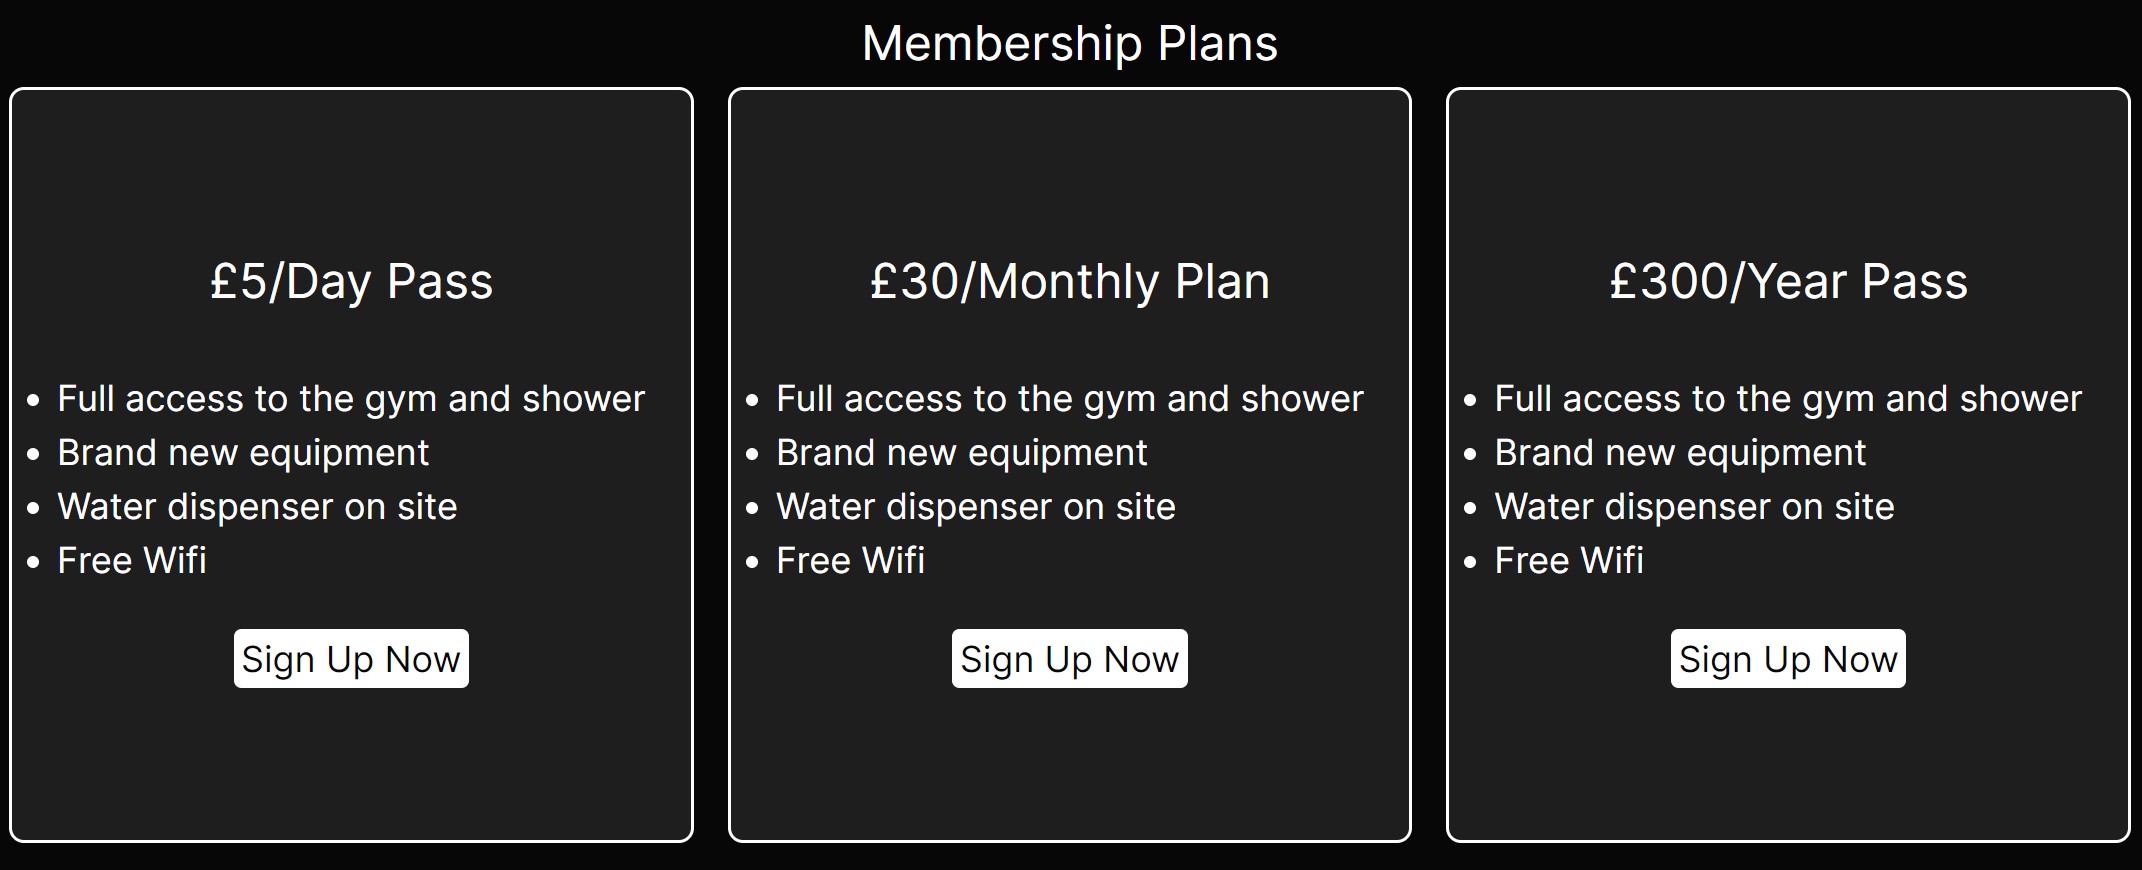 Membership Plans
£5/Day Pass
Full access to the gym and shower
Brand new equipment
Water dispenser on site
Free Wifi
Sign Up Now
£30/Monthly Plan
Full access to the gym and shower
Brand new equipment
Water dispenser on site
Free Wifi
Sign Up Now
£300/Year Pass
Full access to the gym and shower
Brand new equipment
Water dispenser on site
Free Wifi
Sign Up Now